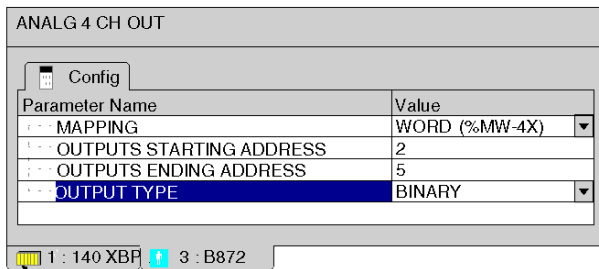 ANALG 4 CH OUT
Config
Parameter Name Value
MAPPING WORD (%MW-4X)
OUTPUTS STARTING ADDRESS 2
OUTPUTS ENDING ADDRESS 5
OUTPUT TYPE BINARY
1 : 140 XBP 3 : B872